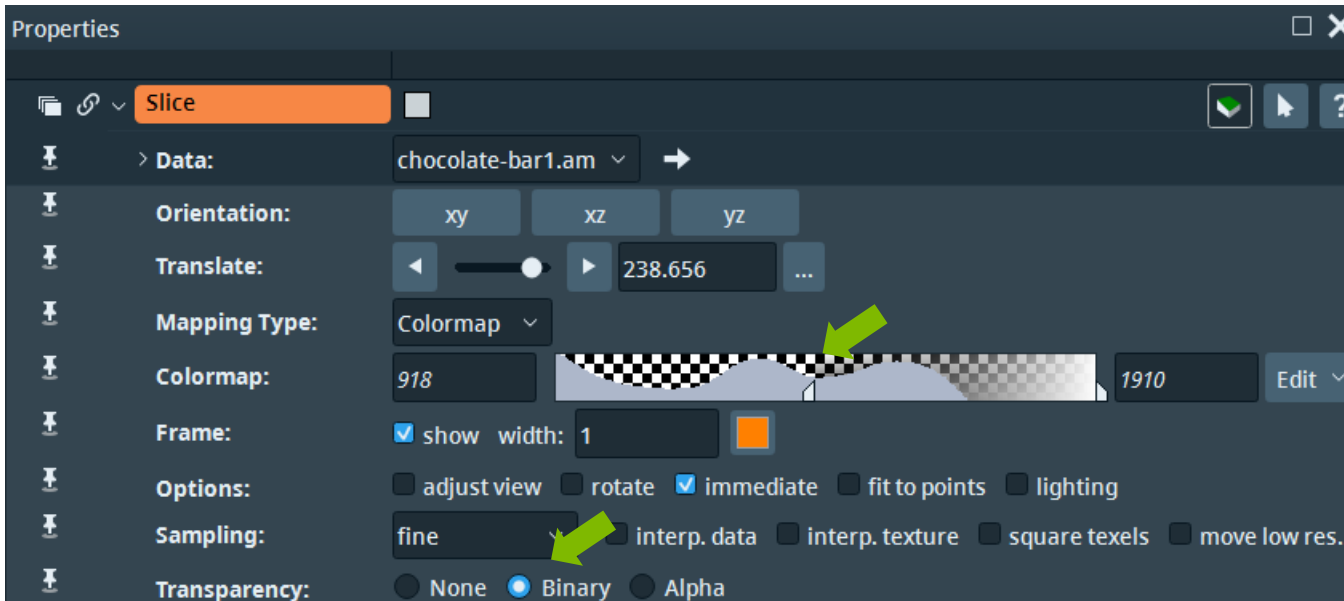 Properties
Slice ?
Data: chocolate-bar1.am
Orientation: xy xz yz
Translate: 238.656 ...
Mapping Type: Colormap
Colormap: 918 1910 Edit
Frame: show width: 1
Options: adjust view rotate immediate fit to points lighting
Sampling: fine interp. data interp. texture square texels move low res.
Transparency: None Binary Alpha